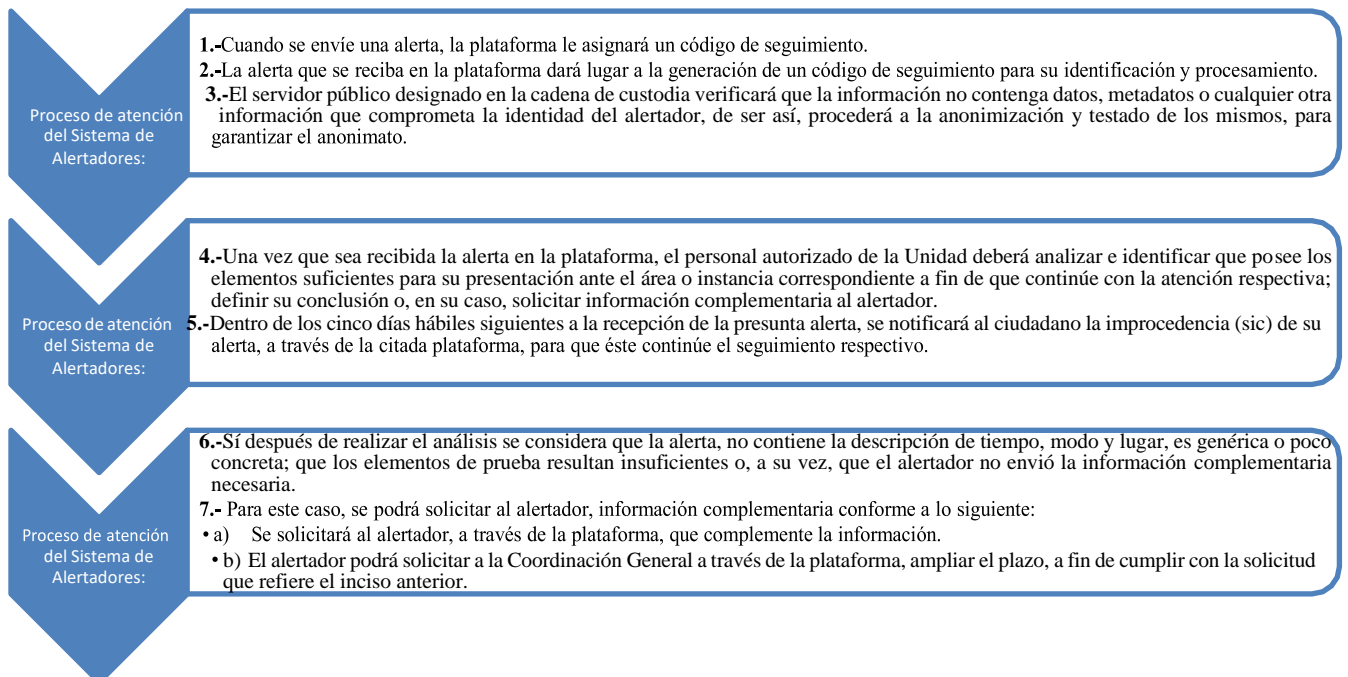 Proceso de atención
del Sistema de
Alertadores:
1.-Cuando se envíe una alerta, la plataforma le asignará un código de seguimiento.
2.-La alerta que se reciba en la plataforma dará lugar a la generación de un código de seguimiento para su identificación y procesamiento.
3.-El servidor público designado en la cadena de custodia verificará que la información no contenga datos, metadatos o cualquier otra
información que comprometa la identidad del alertador, de ser así, procederá a la anonimización y testado de los mismos, para
garantizar el anonimato.
Proceso de atención
del Sistema de
Alertadores:
4.-Una vez que sea recibida la alerta en la plataforma, el personal autorizado de la Unidad deberá analizar e identificar que posee los
elementos suficientes para su presentación ante el área o instancia correspondiente a fin de que continúe con la atención respectiva;
definir su conclusión o, en su caso, solicitar información complementaria al alertador.
5.-Dentro de los cinco días hábiles siguientes a la recepción de la presunta alerta, se notificará al ciudadano la improcedencia (sic) de su
alerta, a través de la citada plataforma, para que éste continúe el seguimiento respectivo.
Proceso de atención
del Sistema de
Alertadores:
6.-Sí después de realizar el análisis se considera que la alerta, no contiene la descripción de tiempo, modo y lugar, es genérica o poco
concreta; que los elementos de prueba resultan insuficientes o, a su vez, que el alertador no envió la información complementaria
necesaria.
7.- Para este caso, se podrá solicitar al alertador, información complementaria conforme a lo siguiente:
• a) Se solicitará al alertador, a través de la plataforma, que complemente la información.
• b) El alertador podrá solicitar a la Coordinación General a través de la plataforma, ampliar el plazo, a fin de cumplir con la solicitud
que refiere el inciso anterior.